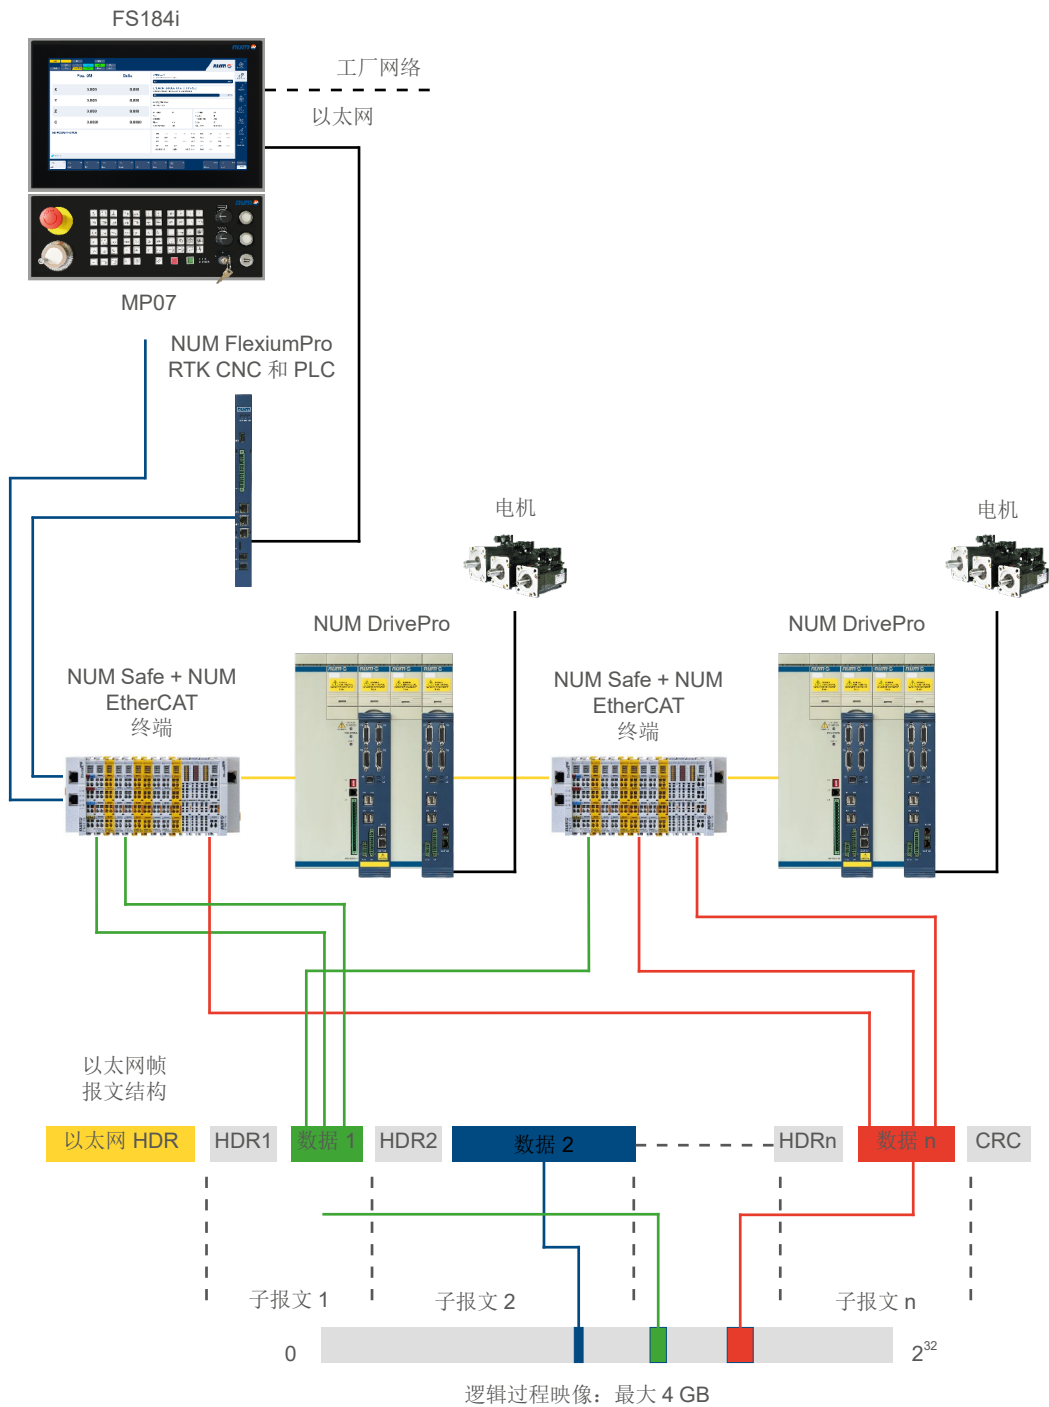 FS184i
num
num
工厂网络
以太网
num
MP07
NUM FlexiumPro
RTK CNC 和 PLC
电机
电机
NUM DrivePro
NUM DrivePro
NUM Safe + NUM
EtherCAT
终端
NUM Safe + NUM
EtherCAT
终端
以太网帧
报文结构
以太网 HDR
HDR1
数据 1
HDR2
数据 2
HDRn
数据 n
CRC
子报文 1
子报文 2
子报文 n
0
2³²
逻辑过程映像：最大 4 GB